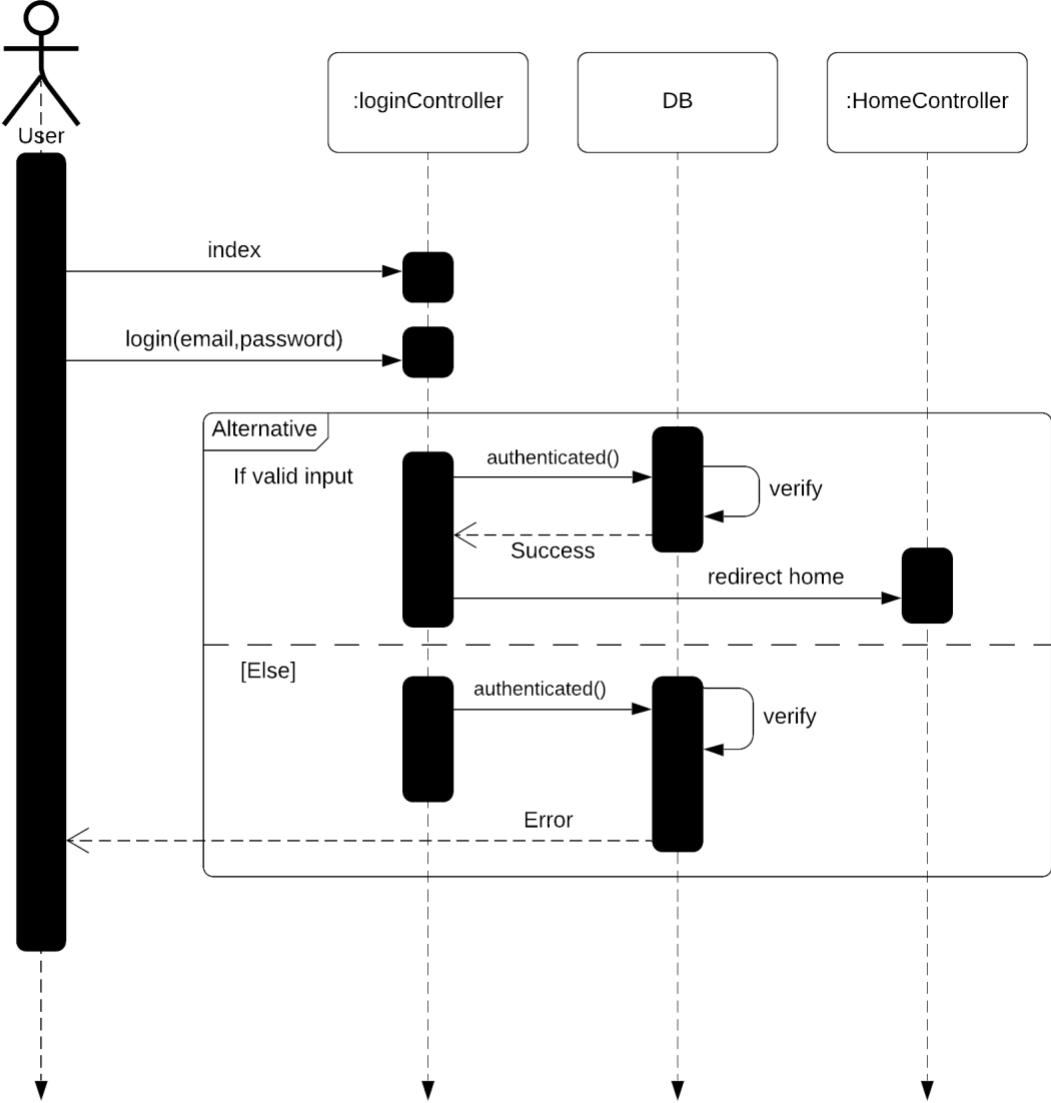 User
:loginController
DB
:HomeController
index
login(email,password)
Alternative
If valid input
authenticated()
verify
Success
redirect home
[Else]
authenticated()
verify
Error